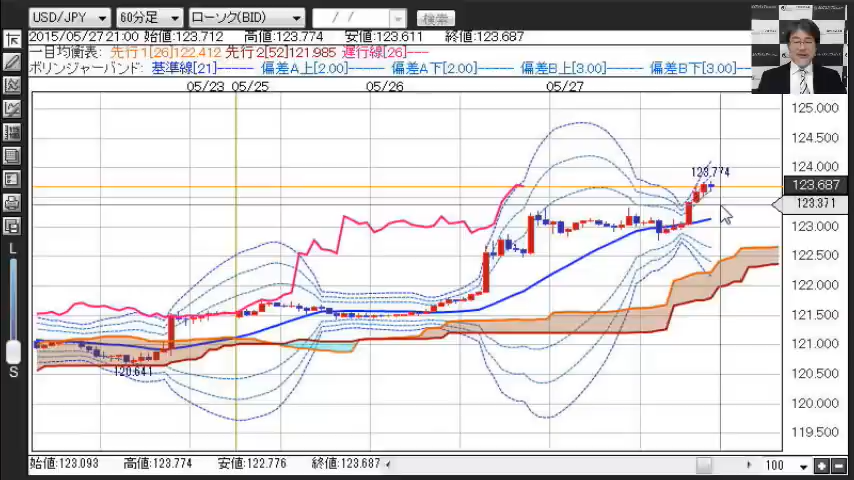 USD/JPY 60分足 ローソク(BID) / / 検索
2015/05/27 21:00 始値:123.712 高値:123.774 安値:123.611 終値:123.687
一目均衡表: 先行1[26]122.412 先行2[52]121.985 遅行線[26]---
ボリンジャーバンド: 基準線[21]----- 偏差A上[2.00]----- 偏差A下[2.00]----- 偏差B上[3.00]----- 偏差B下[3.00]-----
05/23 05/25 05/26 05/27
125.000
124.500
124.000
123.774
123.687
123.371
123.000
122.500
122.000
121.500
121.000
120.641
120.500
120.000
119.500
L
S
始値:123.093 高値:123.774 安値:122.776 終値:123.687
100